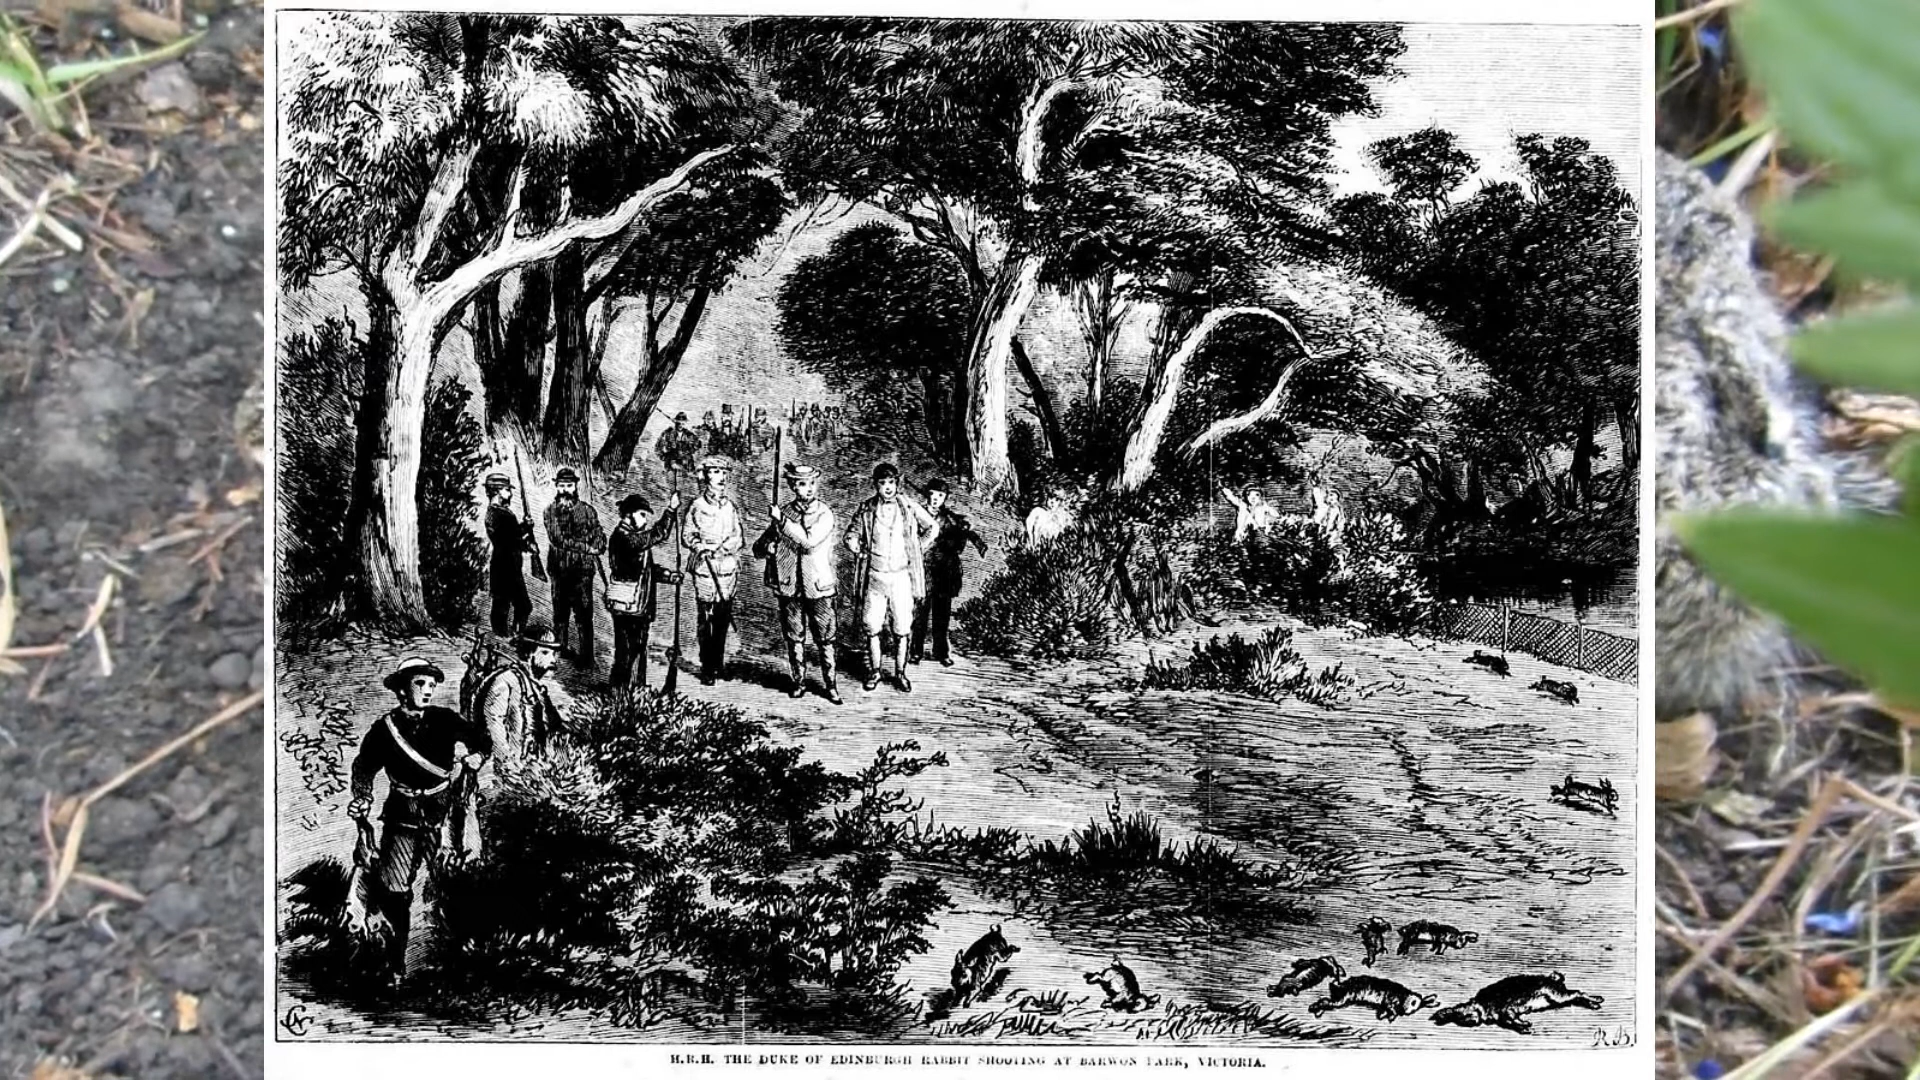 H.R.H. THE DUKE OF EDINBURGH RABBIT SHOOTING AT BARWON PARK, VICTORIA.
R.B.